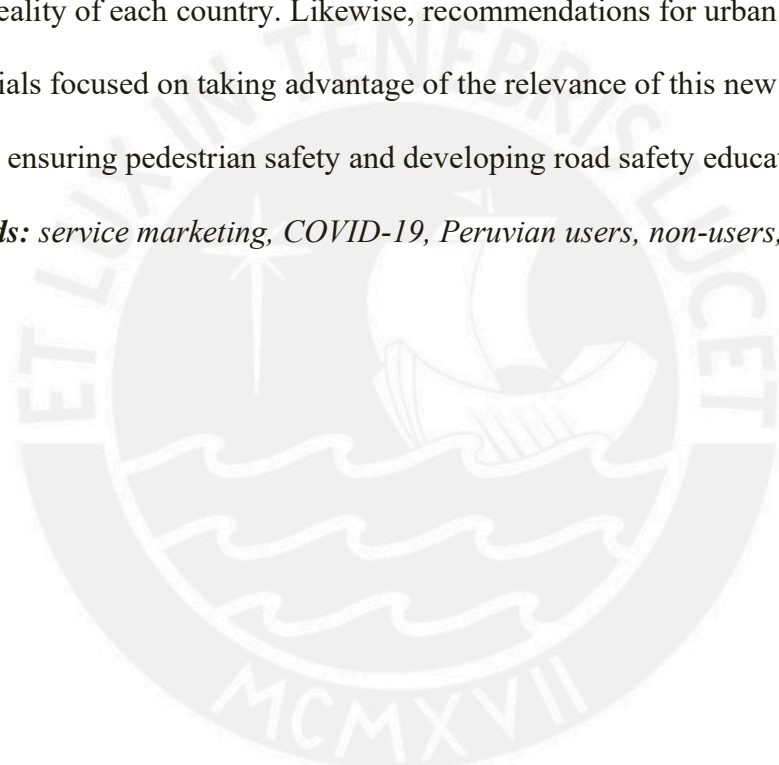 eality of each country. Likewise, recommendations for urban
ials focused on taking advantage of the relevance of this new
ensuring pedestrian safety and developing road safety educa
ds: service marketing, COVID-19, Peruvian users, non-users,
ET LUX IN TENEBRIS LUCET
MCMXVII